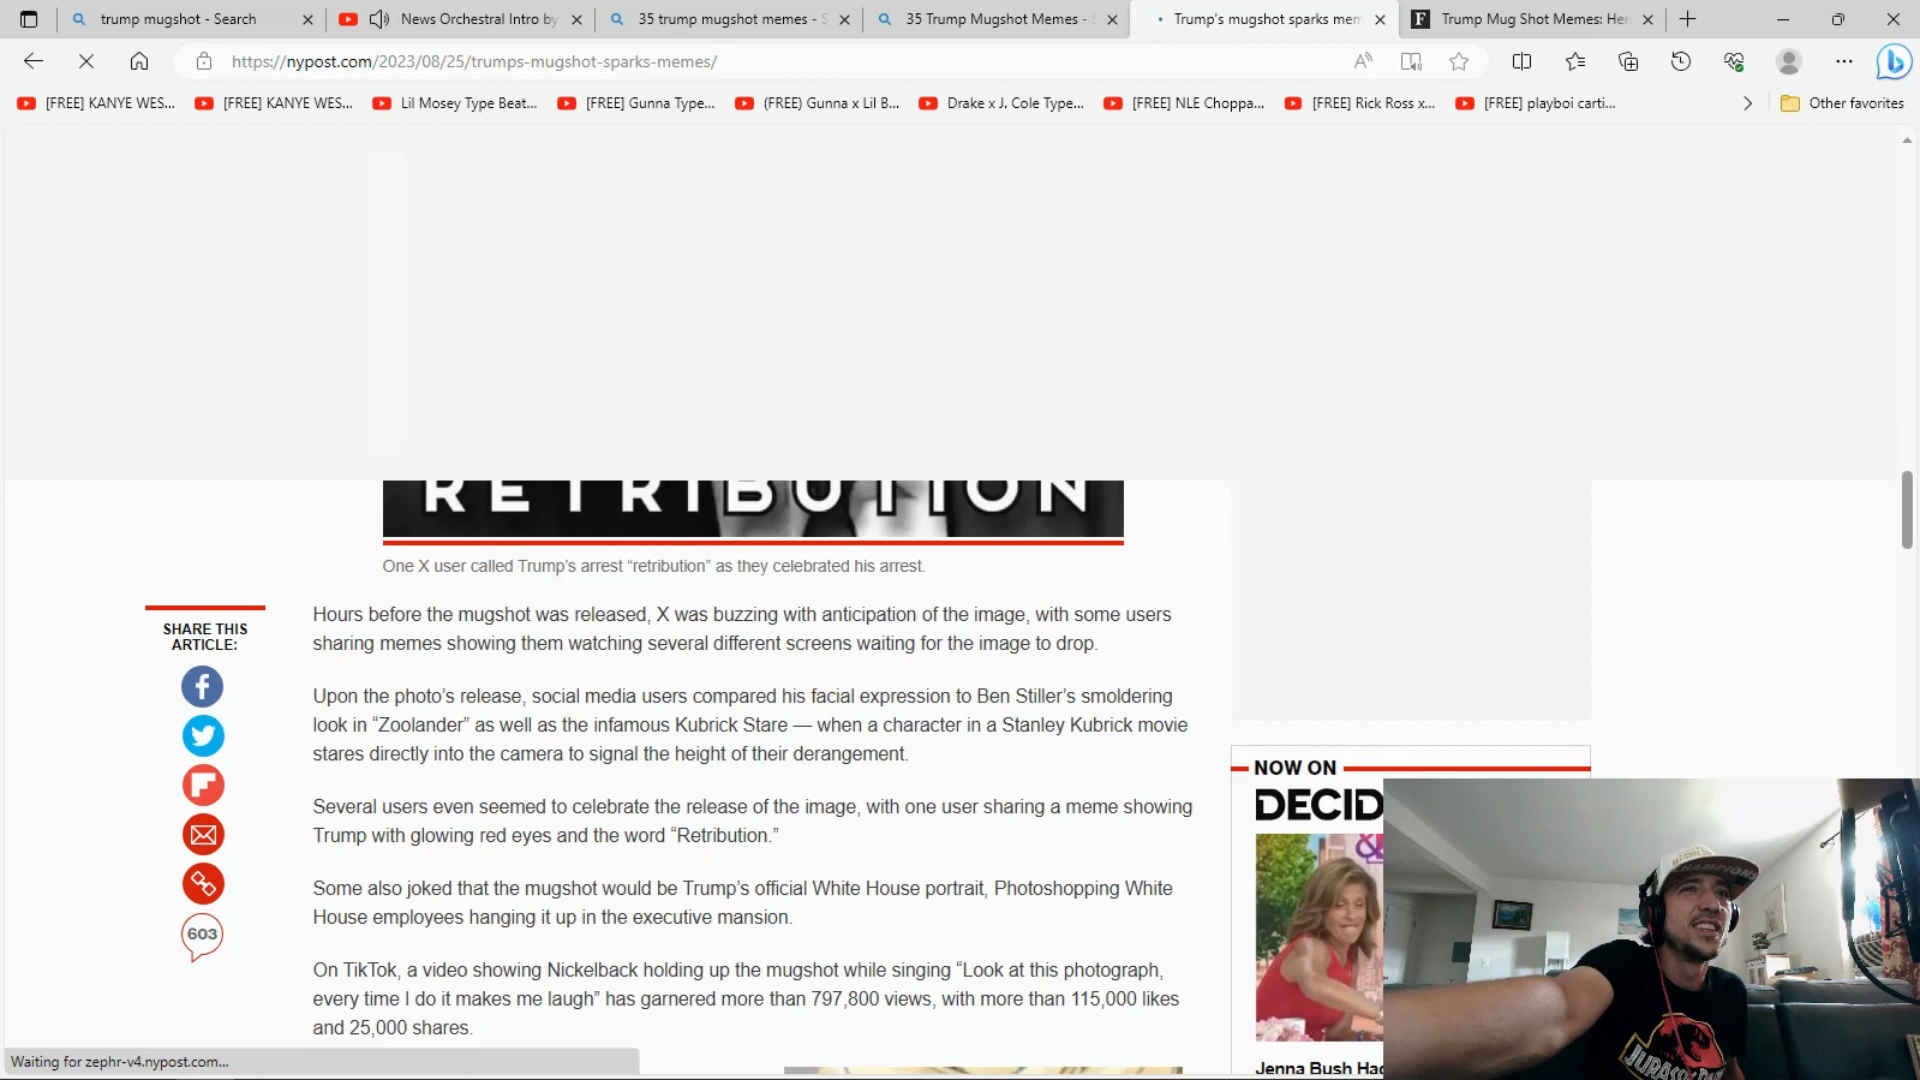 trump mugshot - Search
News Orchestral Intro by
35 trump mugshot memes - S
35 Trump Mugshot Memes - S
Trump's mugshot sparks mem
Trump Mug Shot Memes: Her
https://nypost.com/2023/08/25/trumps-mugshot-sparks-memes/
[FREE] KANYE WES...
[FREE] KANYE WES...
Lil Mosey Type Beat...
[FREE] Gunna Type...
(FREE) Gunna x Lil B...
Drake x J. Cole Type...
[FREE] NLE Choppa...
[FREE] Rick Ross x...
[FREE] playboi carti...
Other favorites
RETRIBUTION
One X user called Trump’s arrest “retribution” as they celebrated his arrest.
SHARE THIS
ARTICLE:
603
Hours before the mugshot was released, X was buzzing with anticipation of the image, with some users
sharing memes showing them watching several different screens waiting for the image to drop.
Upon the photo’s release, social media users compared his facial expression to Ben Stiller’s smoldering
look in “Zoolander” as well as the infamous Kubrick Stare — when a character in a Stanley Kubrick movie
stares directly into the camera to signal the height of their derangement.
Several users even seemed to celebrate the release of the image, with one user sharing a meme showing
Trump with glowing red eyes and the word “Retribution.”
Some also joked that the mugshot would be Trump’s official White House portrait, Photoshopping White
House employees hanging it up in the executive mansion.
On TikTok, a video showing Nickelback holding up the mugshot while singing “Look at this photograph,
every time I do it makes me laugh” has garnered more than 797,800 views, with more than 115,000 likes
and 25,000 shares.
NOW ON
DECID
Jenna Bush Hag
Waiting for zephr-v4.nypost.com...